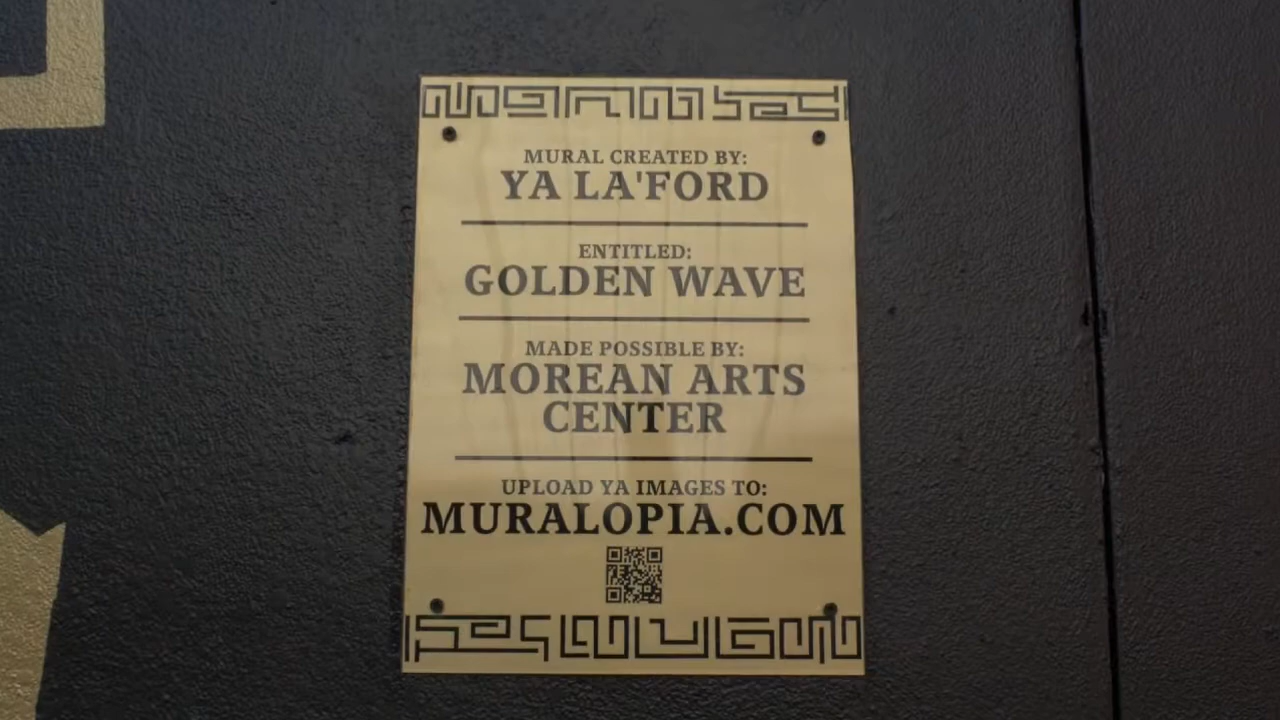 MURAL CREATED BY:
YA LA'FORD
ENTITLED:
GOLDEN WAVE
MADE POSSIBLE BY:
MOREAN ARTS
CENTER
UPLOAD YA IMAGES TO:
MURALOPIA.COM